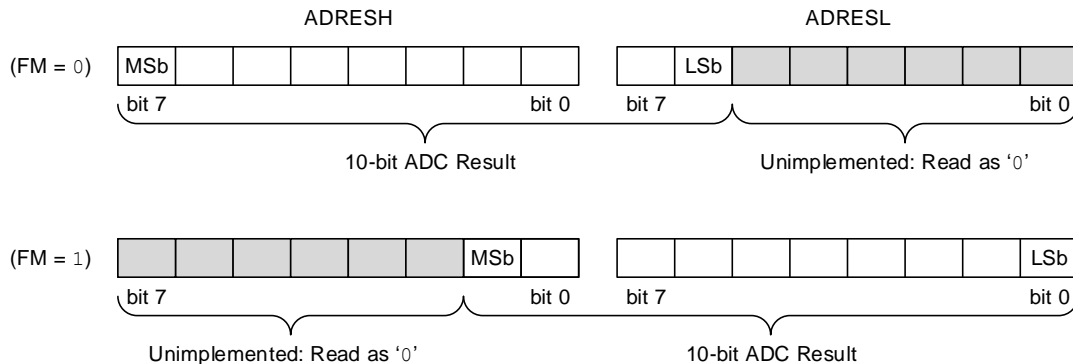 ADRESH ADRESL
(FM = 0) MSb LSb
bit 7 bit 0 bit 7 bit 0
10-bit ADC Result Unimplemented: Read as ‘0’
(FM = 1) MSb LSb
bit 7 bit 0 bit 7 bit 0
Unimplemented: Read as ‘0’ 10-bit ADC Result